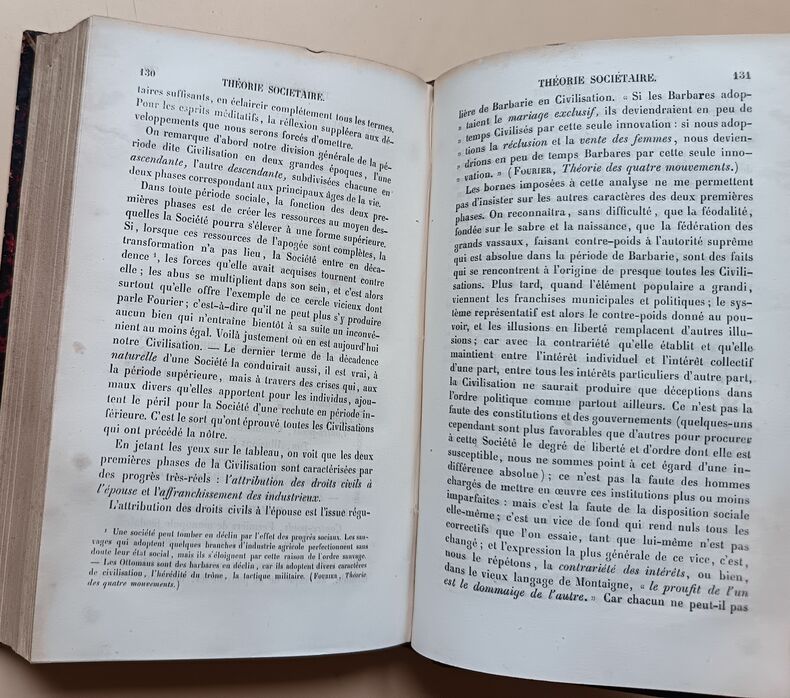 130
THÉORIE SOCIÉTAIRE.
taires suffisants, en éclaircir complétement tous les termes.
Pour les esprits méditatifs, la réflexion suppléera aux dé-
veloppements que nous serons forcés d'omettre.
On remarque d'abord notre division générale de la pé-
riode dite Civilisation en deux grandes époques, l'une
ascendante, l'autre descendante, subdivisées chacune en
deux phases correspondant aux principaux âges de la vie.
Dans toute période sociale, la fonction des deux pre-
mières phases est de créer les ressources au moyen des-
quelles la Société pourra s'élever à une forme supérieure.
Si, lorsque ces ressources de l'apogée sont complètes, la
transformation n'a pas lieu, la Société entre en déca-
dence ¹, les forces qu'elle avait acquises tournent contre
elle; les abus se multiplient dans son sein, et c'est alors
surtout qu'elle offre l'exemple de ce cercle vicieux dont
parle Fourier; c'est-à-dire qu'il ne peut plus s'y produire
aucun bien qui n'entraîne bientôt à sa suite un inconvé-
nient au moins égal. Voilà justement où en est aujourd'hui
notre Civilisation. — Le dernier terme de la décadence
naturelle d'une Société la conduirait aussi, il est vrai, à
la période supérieure, mais à travers des crises qui, aux
maux divers qu'elles apportent pour les individus, ajou-
tent le péril pour la Société d'une rechute en période in-
férieure. C'est le sort qu'ont éprouvé toutes les Civilisations
qui ont précédé la nôtre.
En jetant les yeux sur le tableau, on voit que les deux
premières phases de la Civilisation sont caractérisées par
des progrès très-réels : l'attribution des droits civils à
l'épouse et l'affranchissement des industrieux.
L'attribution des droits civils à l'épouse est l'issue régu-
¹ Une société peut tomber en déclin par l'effet des progrès sociaux. Les sau-
vages qui adoptent quelques branches d'industrie agricole perfectionnent sans
doute leur état social, mais ils s'éloignent par cette raison de l'ordre sauvage.
— Les Ottomans sont des barbares en déclin, car ils adoptent divers caractères
de civilisation, l'hérédité du trône, la tactique militaire. (FOURIER, Théorie
des quatre mouvements.)
THÉORIE SOCIÉTAIRE.
131
lière de Barbarie en Civilisation. « Si les Barbares adop-
» taient le mariage exclusif, ils deviendraient en peu de
» temps Civilisés par cette seule innovation : si nous adop-
» tions la réclusion et la vente des femmes, nous devien-
» drions en peu de temps Barbares par cette seule inno-
» vation. » (FOURIER, Théorie des quatre mouvements.)
Les bornes imposées à cette analyse ne me permettent
pas d'insister sur les autres caractères des deux premières
phases. On reconnaîtra, sans difficulté, que la féodalité,
fondée sur le sabre et la naissance, que la fédération des
grands vassaux, faisant contre-poids à l'autorité suprême
qui est absolue dans la période de Barbarie, sont des faits
qui se rencontrent à l'origine de presque toutes les Civili-
sations. Plus tard, quand l'élément populaire a grandi,
viennent les franchises municipales et politiques; le sys-
tème représentatif est alors le contre-poids donné au pou-
voir, et les illusions en liberté remplacent d'autres illu-
sions; car avec la contrariété qu'elle établit et qu'elle
maintient entre l'intérêt individuel et l'intérêt collectif
d'une part, entre tous les intérêts particuliers d'autre part,
la Civilisation ne saurait produire que déceptions dans
l'ordre politique comme partout ailleurs. Ce n'est pas la
faute des constitutions et des gouvernements (quelques-uns
cependant sont plus favorables que d'autres pour procurer
à cette Société le degré de liberté et d'ordre dont elle est
susceptible, nous ne sommes point à cet égard d'une in-
différence absolue); ce n'est pas la faute des hommes
chargés de mettre en œuvre ces institutions plus ou moins
imparfaites : mais c'est la faute de la disposition sociale
elle-même; c'est un vice de fond qui rend nuls tous les
correctifs que l'on essaie, tant que lui-même n'est pas
changé; et l'expression la plus générale de ce vice, c'est,
nous le répétons, la contrariété des intérêts, ou bien,
dans le vieux langage de Montaigne, « le proufit de l'un
est le dommaige de l'autre. » Car chacun ne peut-il pas